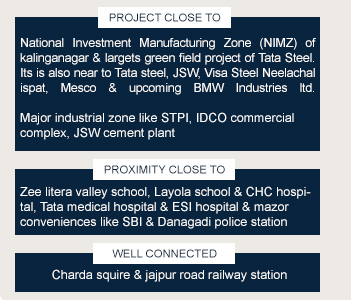 PROJECT CLOSE TO
National Investment Manufacturing Zone (NIMZ) of
kalinganagar & largets green field project of Tata Steel.
Its is also near to Tata steel, JSW, Visa Steel Neelachal
ispat, Mesco & upcoming BMW Industries ltd.
Major industrial zone like STPI, IDCO commercial
complex, JSW cement plant
PROXIMITY CLOSE TO
Zee litera valley school, Layola school & CHC hospi-
tal, Tata medical hospital & ESI hospital & mazor
conveniences like SBI & Danagadi police station
WELL CONNECTED
Charda squire & jajpur road railway station